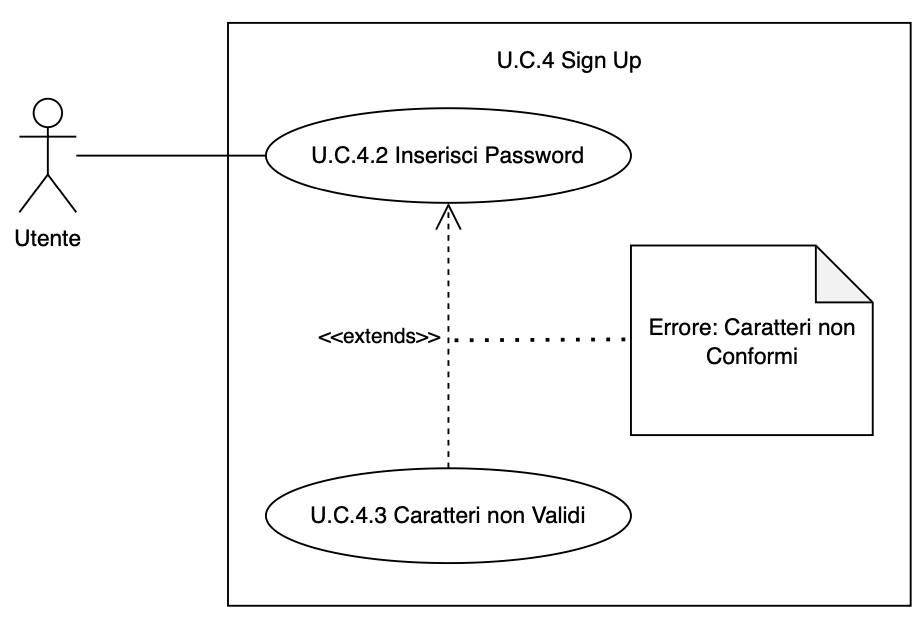 U.C.4 Sign Up
U.C.4.2 Inserisci Password
Utente
<<extends>>
Errore: Caratteri non
Conformi
U.C.4.3 Caratteri non Validi